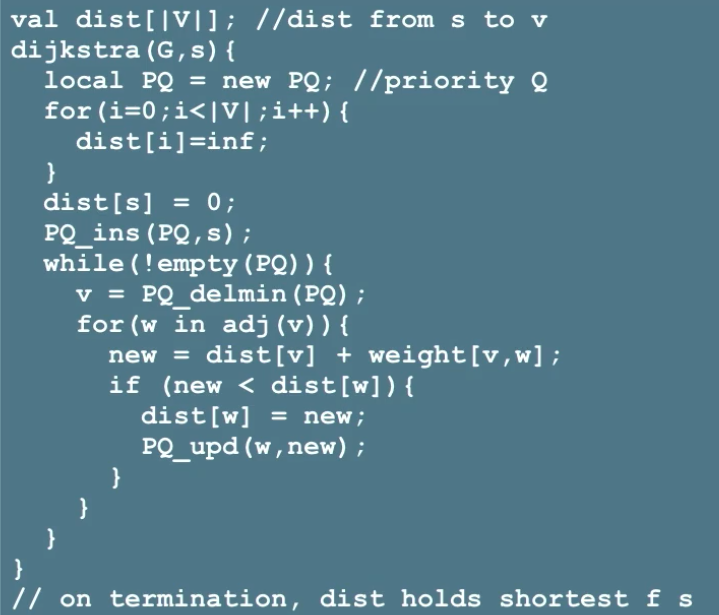 val dist[|V|]; //dist from s to v
dijkstra(G,s){
  local PQ = new PQ; //priority Q
  for(i=0;i<|V|;i++){
    dist[i]=inf;
  }
  dist[s] = 0;
  PQ_ins(PQ,s);
  while(!empty(PQ)){
    v = PQ_delmin(PQ);
    for(w in adj(v)){
      new = dist[v] + weight[v,w];
      if (new < dist[w]){
        dist[w] = new;
        PQ_upd(w,new);
      }
    }
  }
}
// on termination, dist holds shortest f s